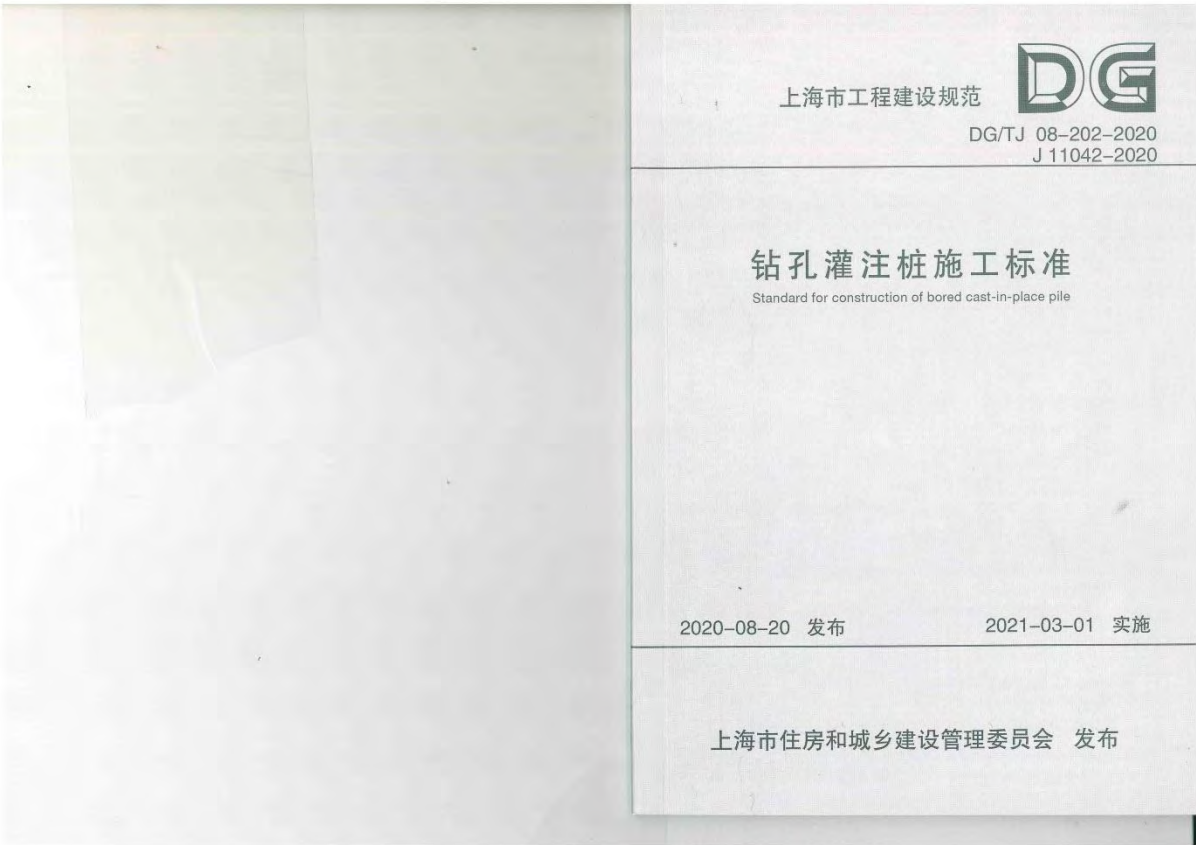 DG
上海市工程建设规范
DG/TJ 08-202-2020
J 11042-2020
钻孔灌注桩施工标准
Standard for construction of bored cast-in-place pile
2020-08-20 发布 2021-03-01 实施
上海市住房和城乡建设管理委员会 发布